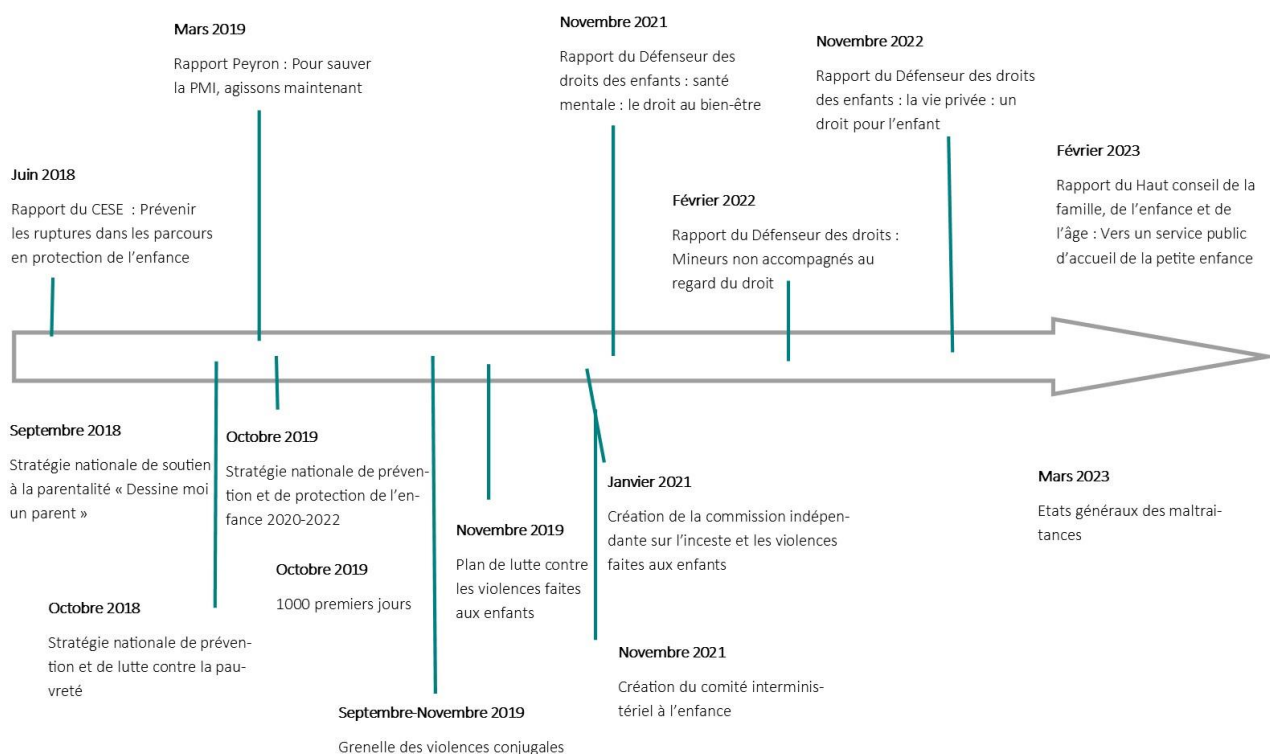 Mars 2019
Rapport Peyron : Pour sauver
la PMI, agissons maintenant
Novembre 2021
Rapport du Défenseur des
droits des enfants : santé
mentale : le droit au bien-être
Novembre 2022
Rapport du Défenseur des droits
des enfants : la vie privée : un
droit pour l’enfant
Juin 2018
Rapport du CESE  : Prévenir
les ruptures dans les parcours
en protection de l’enfance
Février 2022
Rapport du Défenseur des droits :
Mineurs non accompagnés au
regard du droit
Février 2023
Rapport du Haut conseil de la
famille, de l’enfance et de
l’âge : Vers un service public
d’accueil de la petite enfance
Septembre 2018
Stratégie nationale de soutien
à la parentalité « Dessine moi
un parent »
Octobre 2019
Stratégie nationale de préven-
tion et de protection de l’en-
fance 2020-2022
Octobre 2018
Stratégie nationale de préven-
tion et de lutte contre la pau-
vreté
Octobre 2019
1000 premiers jours
Septembre-Novembre 2019
Grenelle des violences conjugales
Novembre 2019
Plan de lutte contre
les violences faites
aux enfants
Janvier 2021
Création de la commission indépen-
dante sur l’inceste et les violences
faites aux enfants
Novembre 2021
Création du comité interminis-
tériel à l’enfance
Mars 2023
Etats généraux des maltrai-
tances